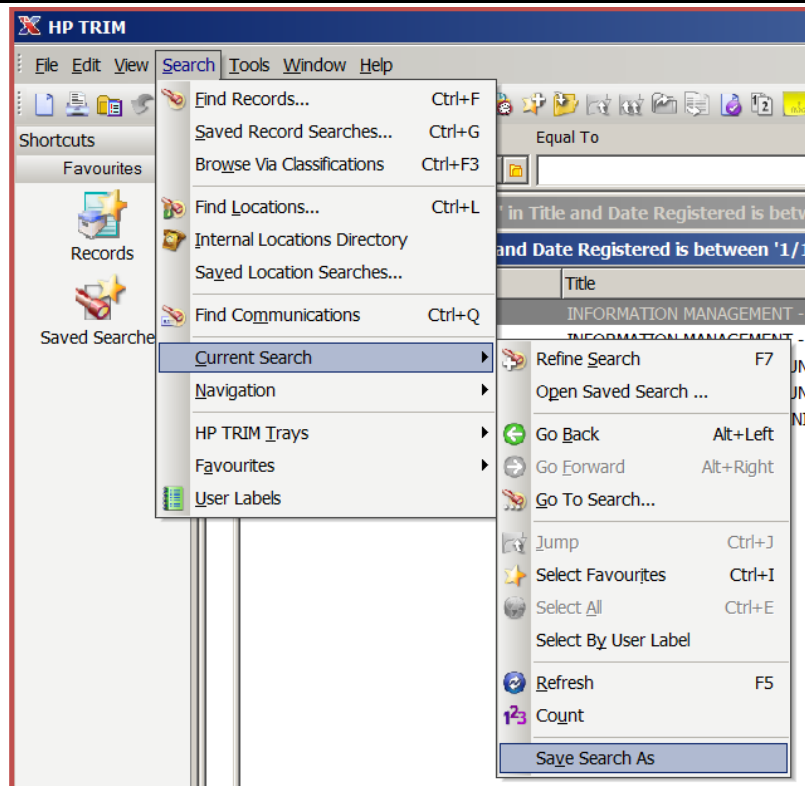 HP TRIM
File Edit View Search Tools Window Help
Shortcuts
Favourites
Records
Saved Searche
Find Records... Ctrl+F
Saved Record Searches... Ctrl+G
Browse Via Classifications Ctrl+F3
Find Locations... Ctrl+L
Internal Locations Directory
Saved Location Searches...
Find Communications Ctrl+Q
Current Search
Navigation
HP TRIM Trays
Favourites
User Labels
Equal To
' in Title and Date Registered is betw
and Date Registered is between '1/1
Title
INFORMATION MANAGEMENT -
INFORMATION MANAGEMENT -
Refine Search F7
Open Saved Search ...
Go Back Alt+Left
Go Forward Alt+Right
Go To Search...
Jump Ctrl+J
Select Favourites Ctrl+I
Select All Ctrl+E
Select By User Label
Refresh F5
123 Count
Save Search As